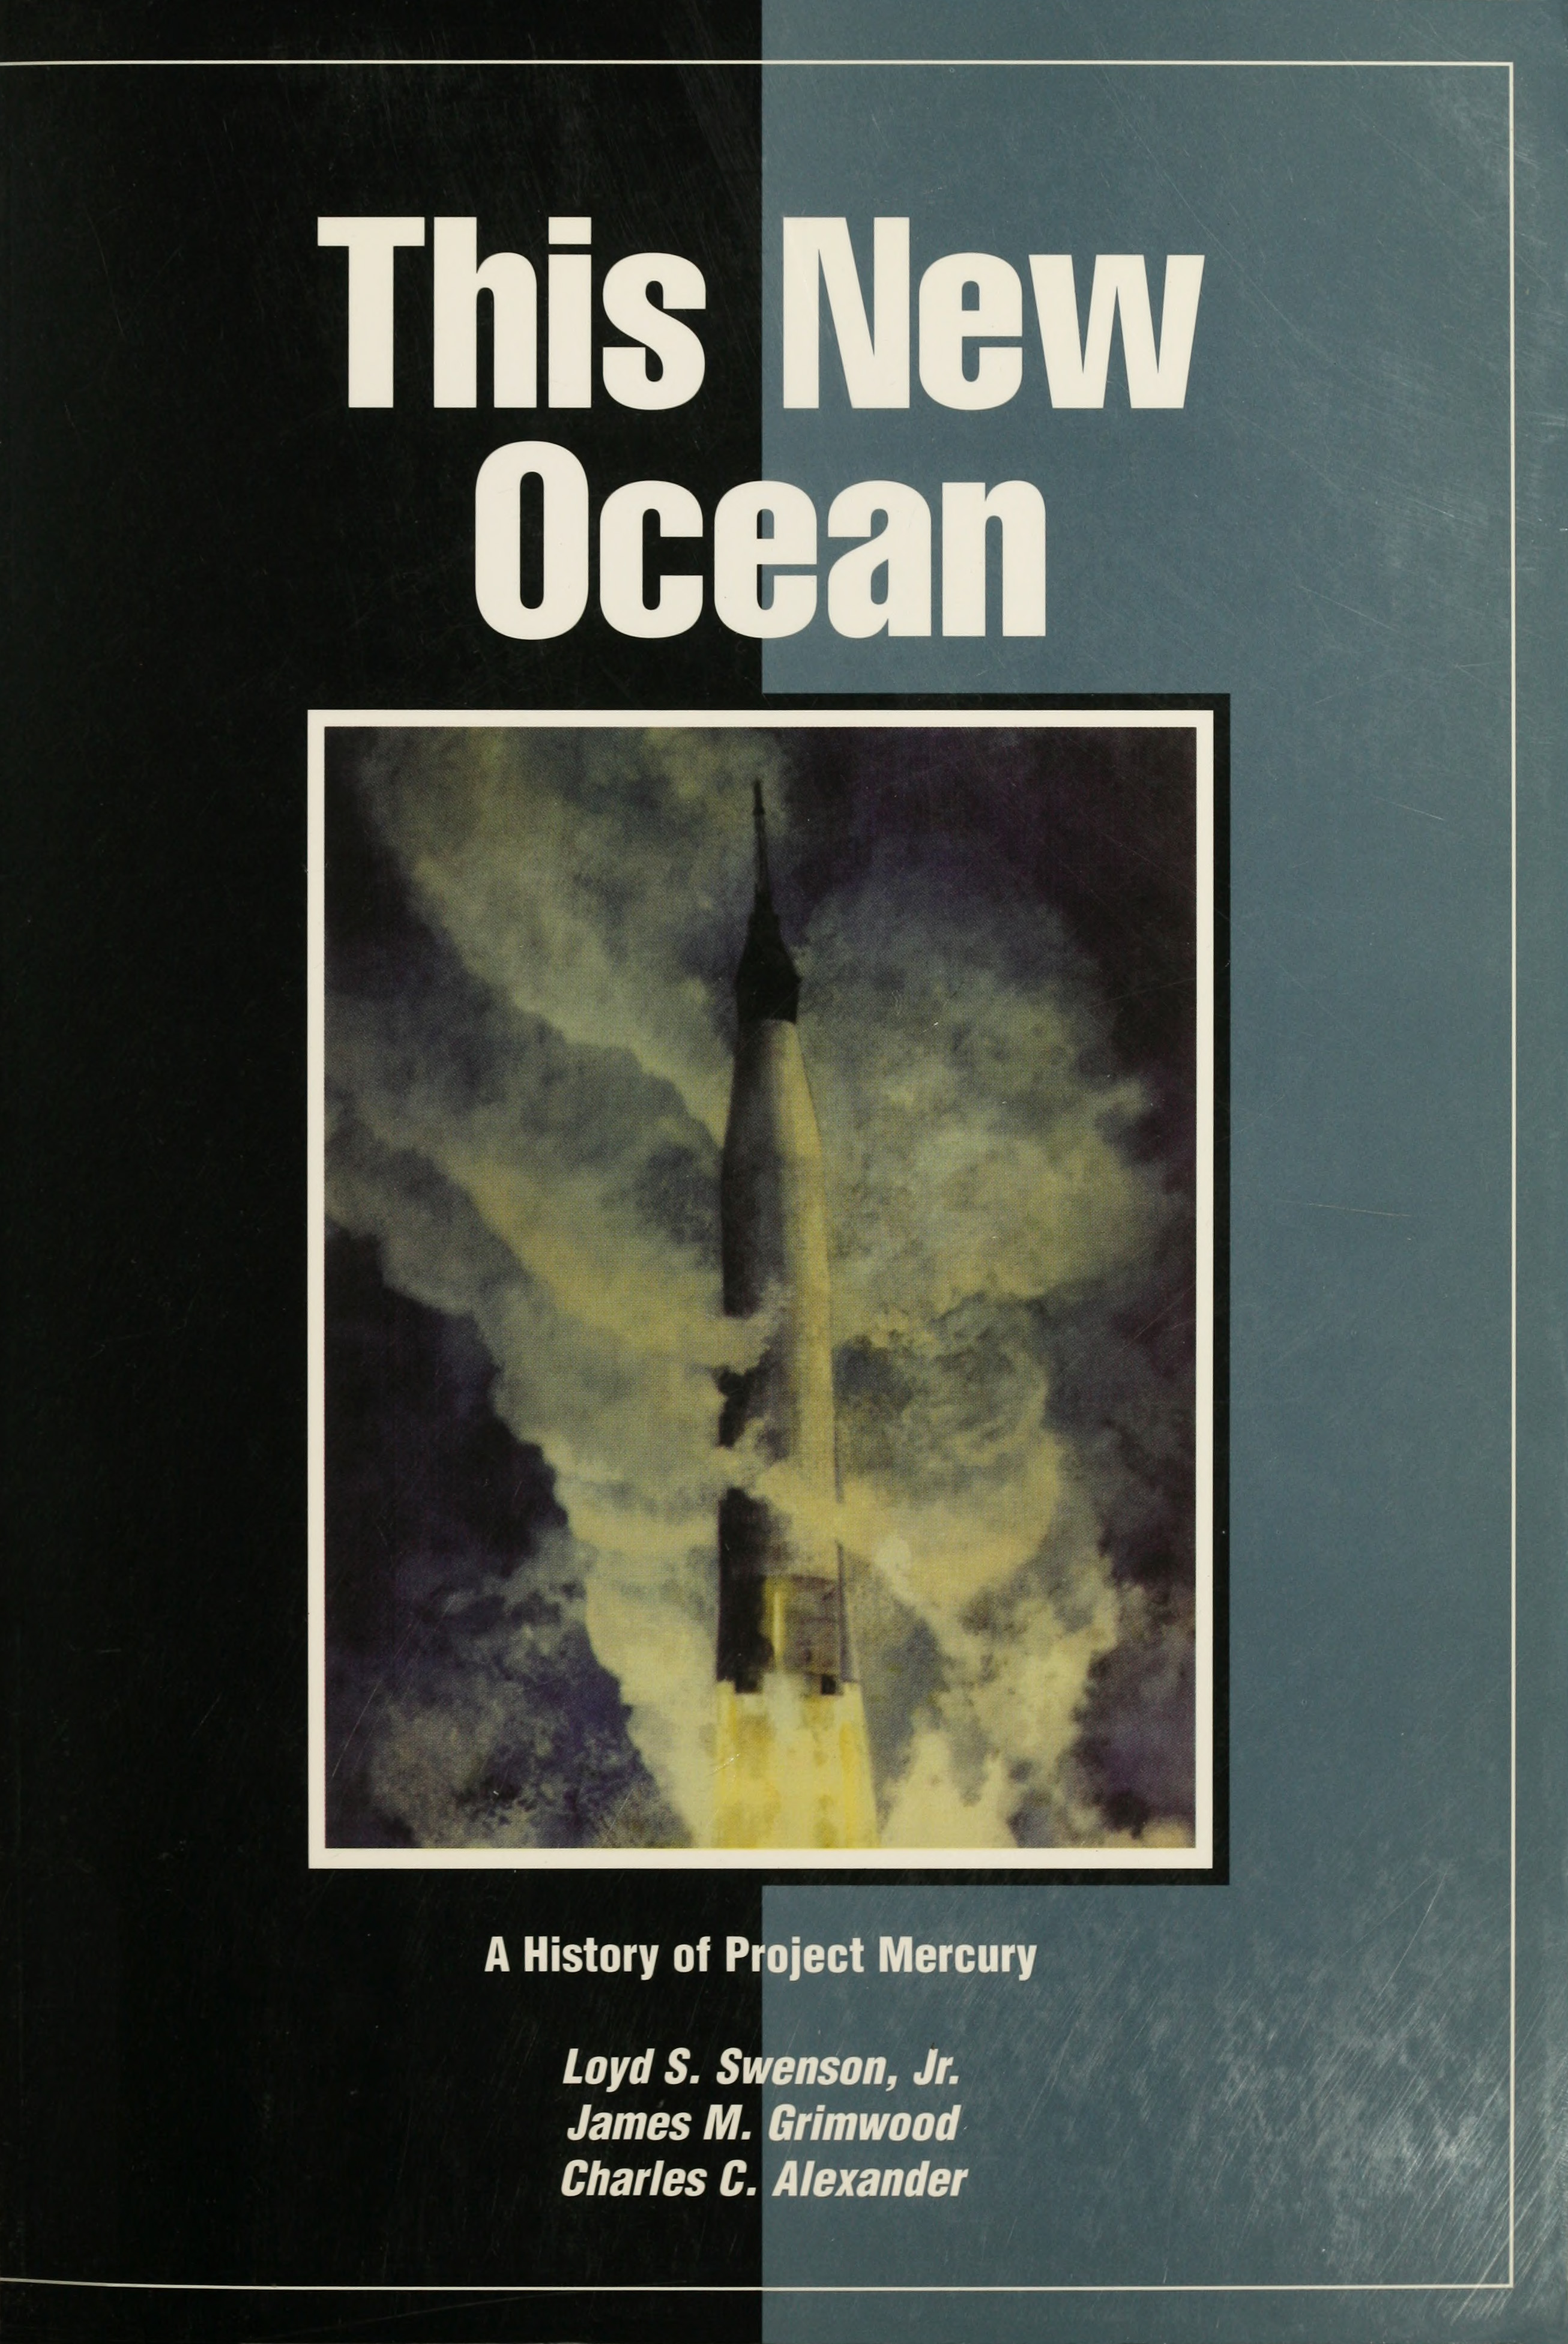 This New
Ocean
A History of Project Mercury
Loyd S. Swenson, Jr.
James M. Grimwood
Charles C. Alexander